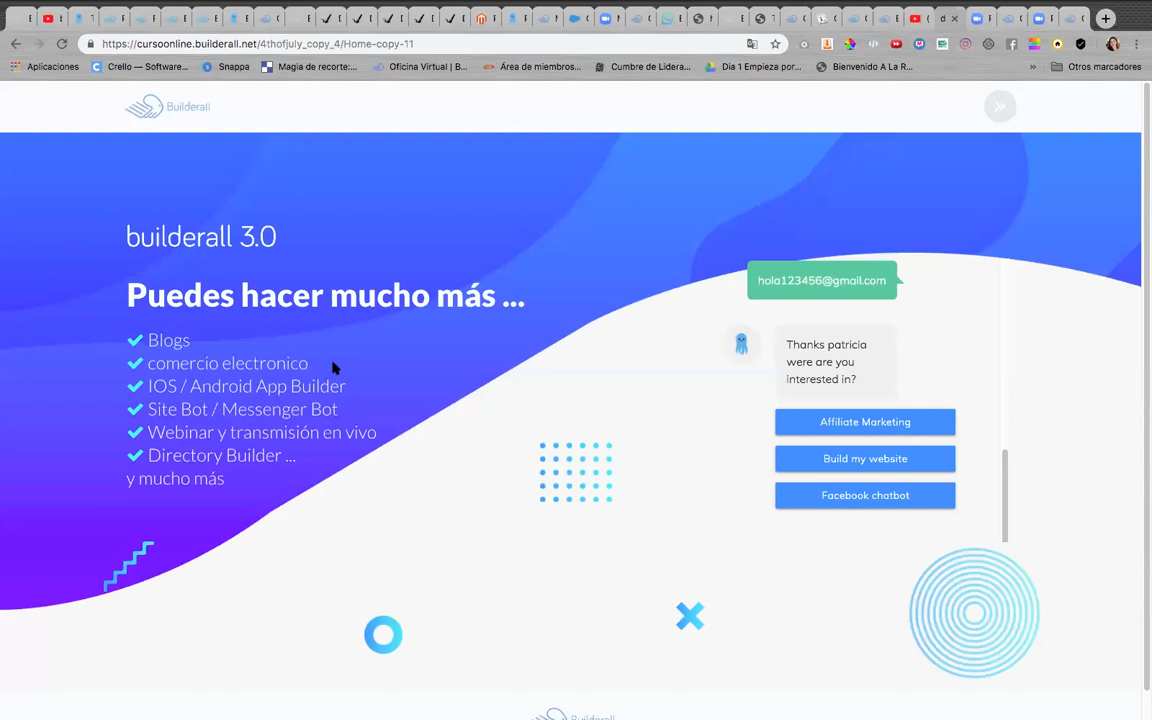 https://cursoonline.builderall.net/4thofjuly_copy_4/Home-copy-11
Aplicaciones
Crello — Software...
Snappa
Magia de recorte:...
Oficina Virtual | B...
Área de miembros...
Cumbre de Lidera...
Dia 1 Empieza por...
Bienvenido A La R...
»
Otros marcadores
Builderall
builderall 3.0
Puedes hacer mucho más ...
Blogs
comercio electronico
IOS / Android App Builder
Site Bot / Messenger Bot
Webinar y transmisión en vivo
Directory Builder ...
y mucho más
hola123456@gmail.com
Thanks patricia
were are you
interested in?
Affiliate Marketing
Build my website
Facebook chatbot